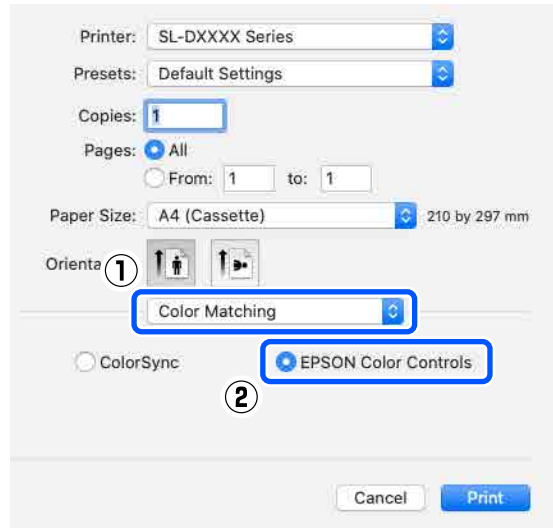 Printer: SL-DXXXX Series
Presets: Default Settings
Copies: 1
Pages: All
From: 1 to: 1
Paper Size: A4 (Cassette) 210 by 297 mm
Orienta
①
Color Matching
ColorSync EPSON Color Controls
②
Cancel Print